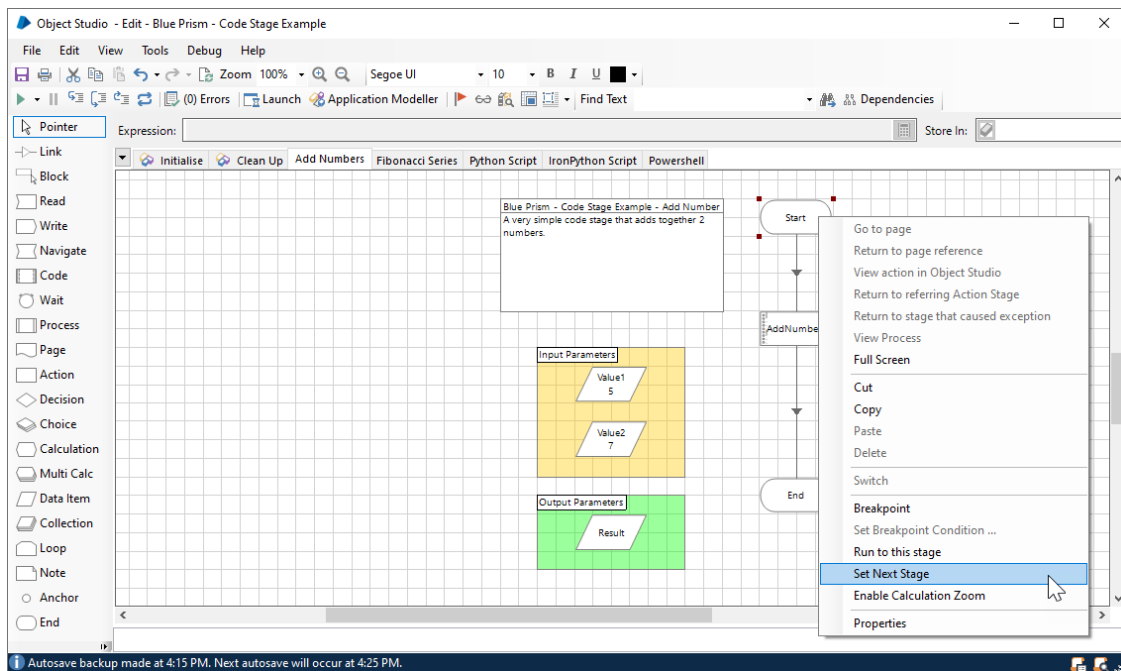 Object Studio - Edit - Blue Prism - Code Stage Example
File Edit View Tools Debug Help
Zoom 100% Segoe UI 10 B I U
(0) Errors Launch Application Modeller Find Text Dependencies
Pointer
Expression: Store In:
Link
Initialise Clean Up Add Numbers Fibonacci Series Python Script IronPython Script Powershell
Block
Read
Write
Navigate
Code
Wait
Process
Page
Action
Decision
Choice
Calculation
Multi Calc
Data Item
Collection
Loop
Note
Anchor
End
Blue Prism - Code Stage Example - Add Number
A very simple code stage that adds together 2
numbers.
Input Parameters
Value1
5
Value2
7
Output Parameters
Result
Start
AddNumbe
End
Go to page
Return to page reference
View action in Object Studio
Return to referring Action Stage
Return to stage that caused exception
View Process
Full Screen
Cut
Copy
Paste
Delete
Switch
Breakpoint
Set Breakpoint Condition ...
Run to this stage
Set Next Stage
Enable Calculation Zoom
Properties
Autosave backup made at 4:15 PM. Next autosave will occur at 4:25 PM.